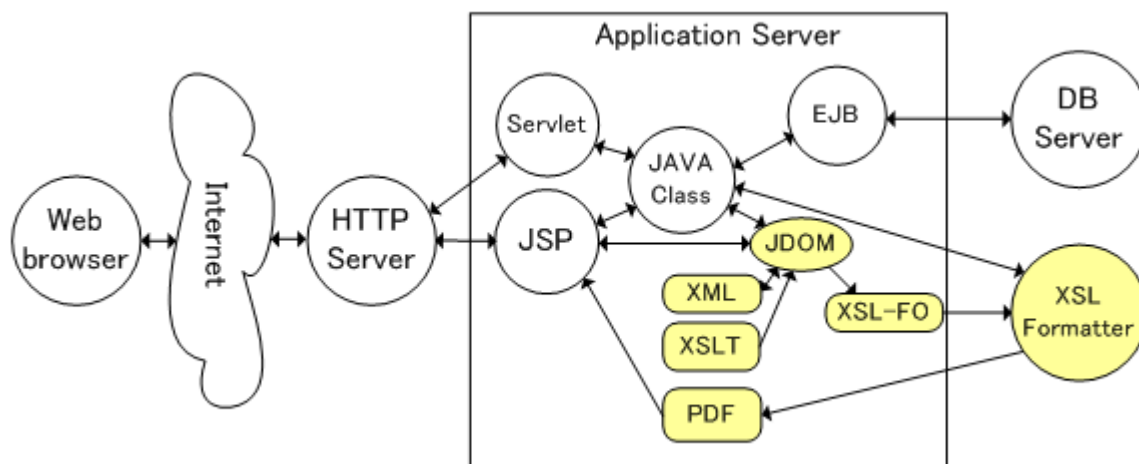 Application Server
Servlet
EJB
DB
Server
JAVA
Class
Internet
Web
browser
HTTP
Server
JSP
JDOM
XML
XSL-FO
XSL
Formatter
XSLT
PDF